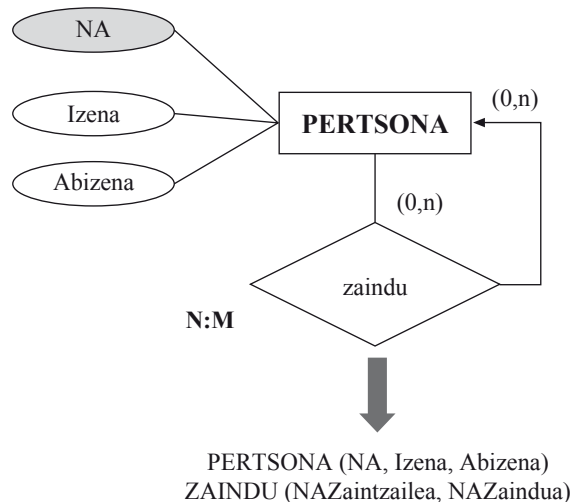 NA
Izena
Abizena
PERTSONA
(0,n)
(0,n)
zaindu
N:M
PERTSONA (NA, Izena, Abizena)
ZAINDU (NAZaintzailea, NAZaindua)